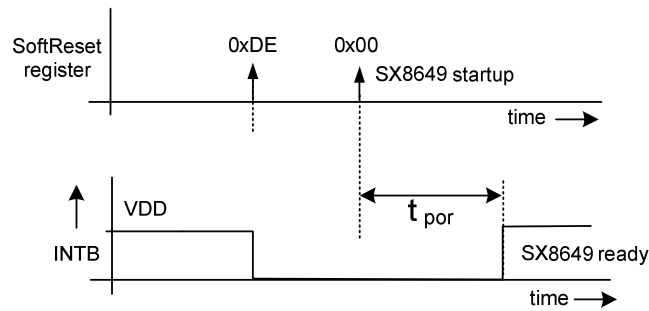 SoftReset
register
0xDE
0x00
SX8649 startup
time
VDD
INTB
t por
SX8649 ready
time